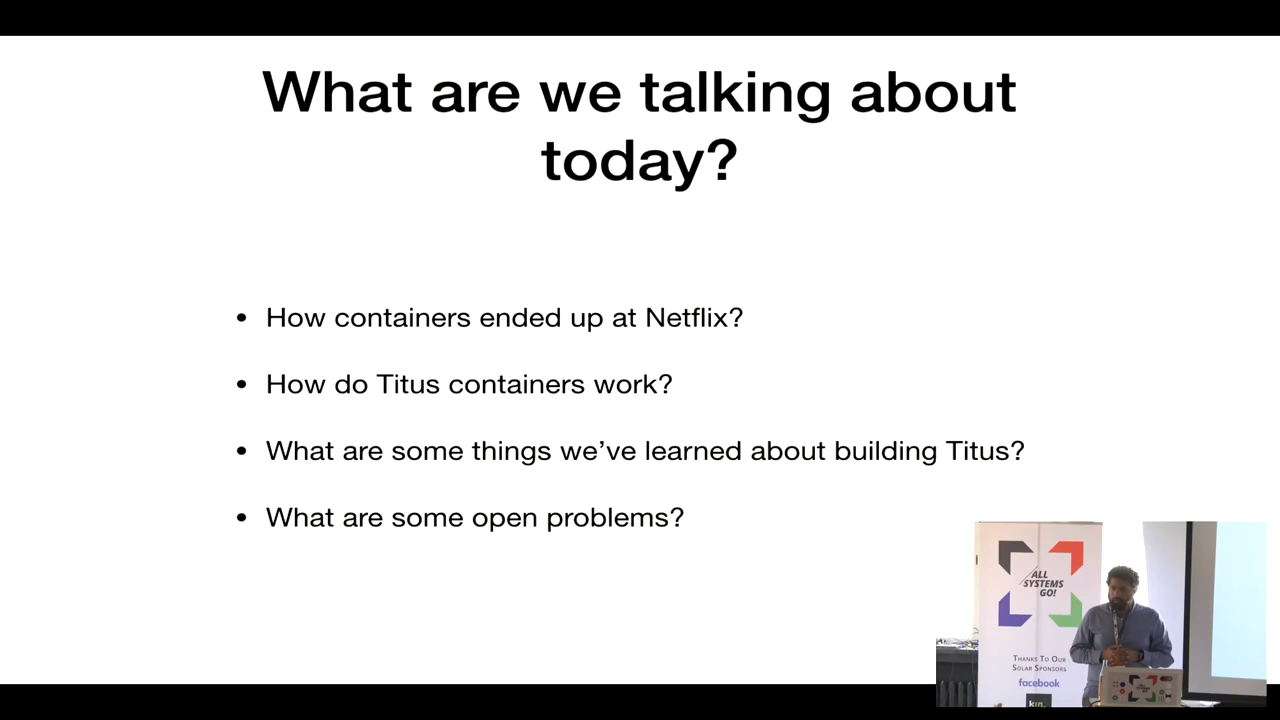 What are we talking about
today?
• How containers ended up at Netflix?
• How do Titus containers work?
• What are some things we’ve learned about building Titus?
• What are some open problems?
ALL
SYSTEMS
GO!
THANKS TO OUR
SOLAR SPONSORS
facebook